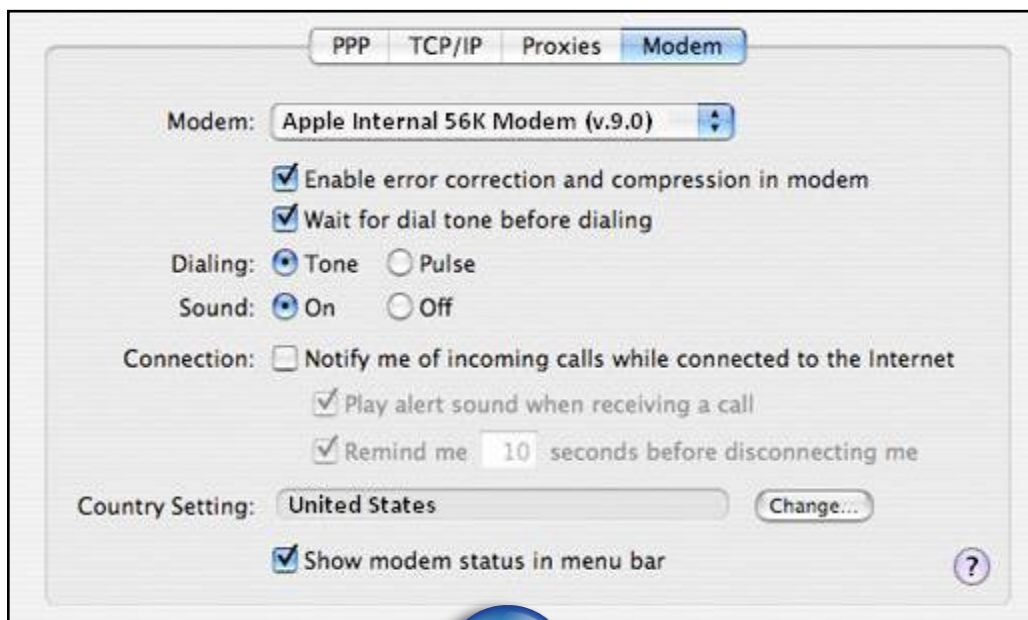 PPP TCP/IP Proxies Modem
Modem: Apple Internal 56K Modem (v.9.0)
Enable error correction and compression in modem
Wait for dial tone before dialing
Dialing: Tone Pulse
Sound: On Off
Connection: Notify me of incoming calls while connected to the Internet
Play alert sound when receiving a call
Remind me 10 seconds before disconnecting me
Country Setting: United States Change...
Show modem status in menu bar ?